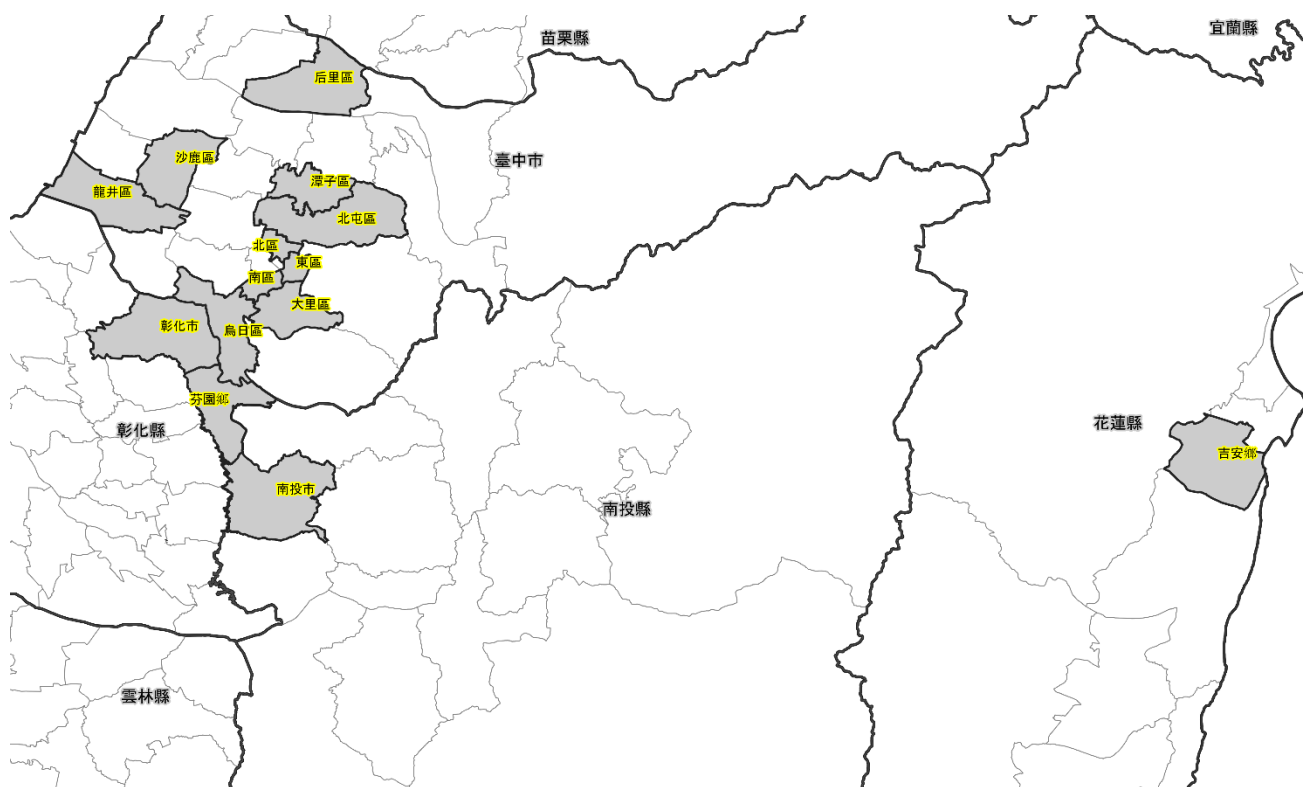 宜蘭縣
苗栗縣
后里區
沙鹿區
臺中市
潭子區
龍井區
北屯區
北區
東區
南區
大里區
彰化市
烏日區
芬園鄉
花蓮縣
彰化縣
吉安鄉
南投市
南投縣
雲林縣